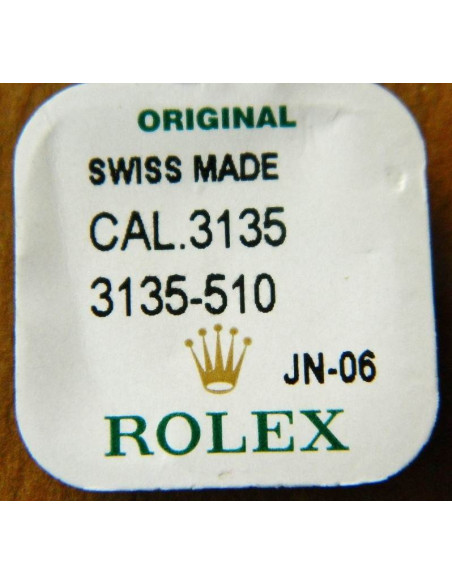 ORIGINAL
SWISS MADE
CAL.3135
3135-510
JN-06
ROLEX